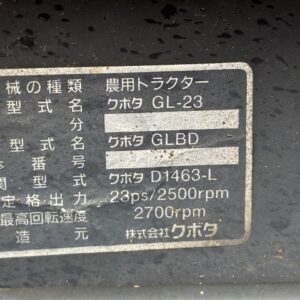 械の種類 農用トラクター
型式名 クボタ GL-23
分
型式名 クボタ GLBD
番号
関型式 クボタ D1463-L
定格出力 23ps/2500rpm
最高回転速度 2700rpm
造元 株式会社クボタ